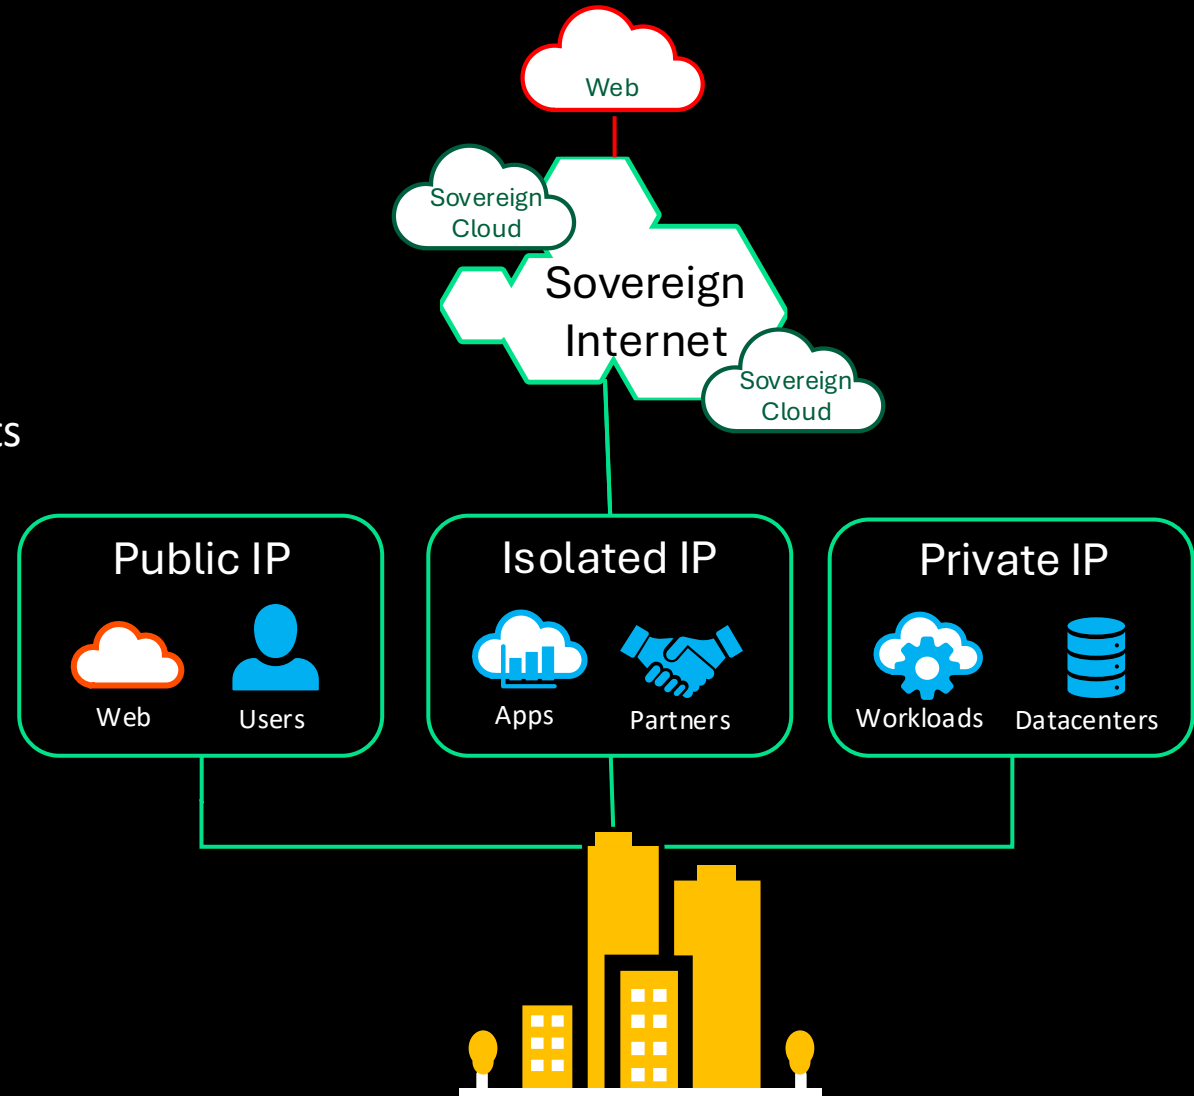 Web
Sovereign
Cloud
Sovereign
Internet
Sovereign
Cloud
ts
Public IP
Web
Users
Isolated IP
Apps
Partners
Private IP
Workloads
Datacenters